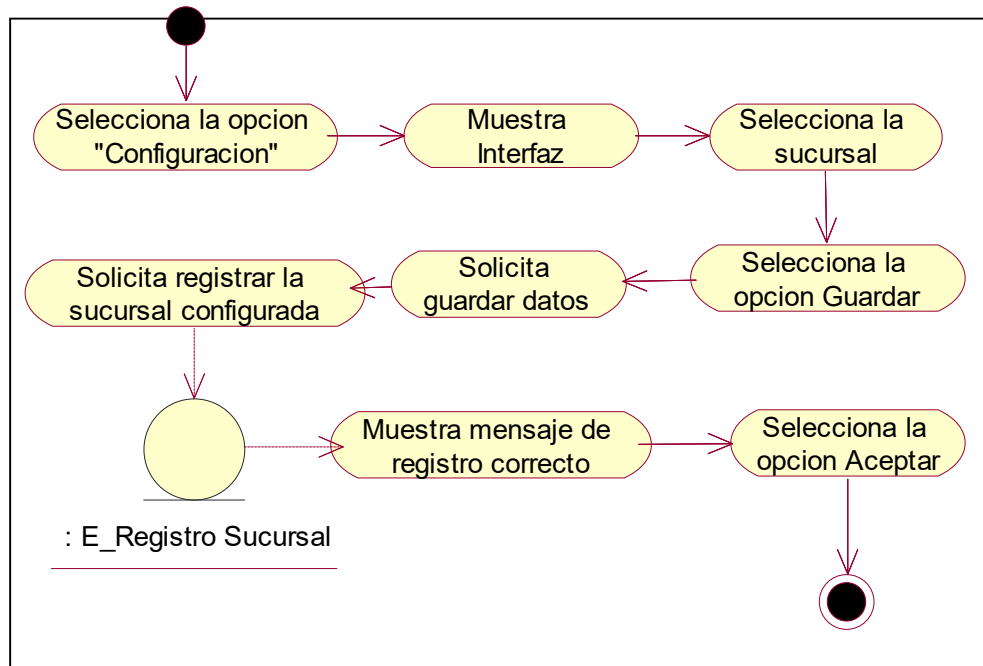 Selecciona la opcion
"Configuracion"
Muestra
Interfaz
Selecciona la
sucursal
Solicita registrar la
sucursal configurada
Solicita
guardar datos
Selecciona la
opcion Guardar
Muestra mensaje de
registro correcto
Selecciona la
opcion Aceptar
: E_Registro Sucursal